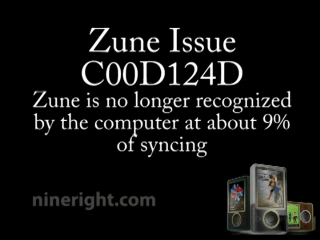 Zune Issue
C00D124D
Zune is no longer recognized
by the computer at about 9%
of syncing
nineright.com